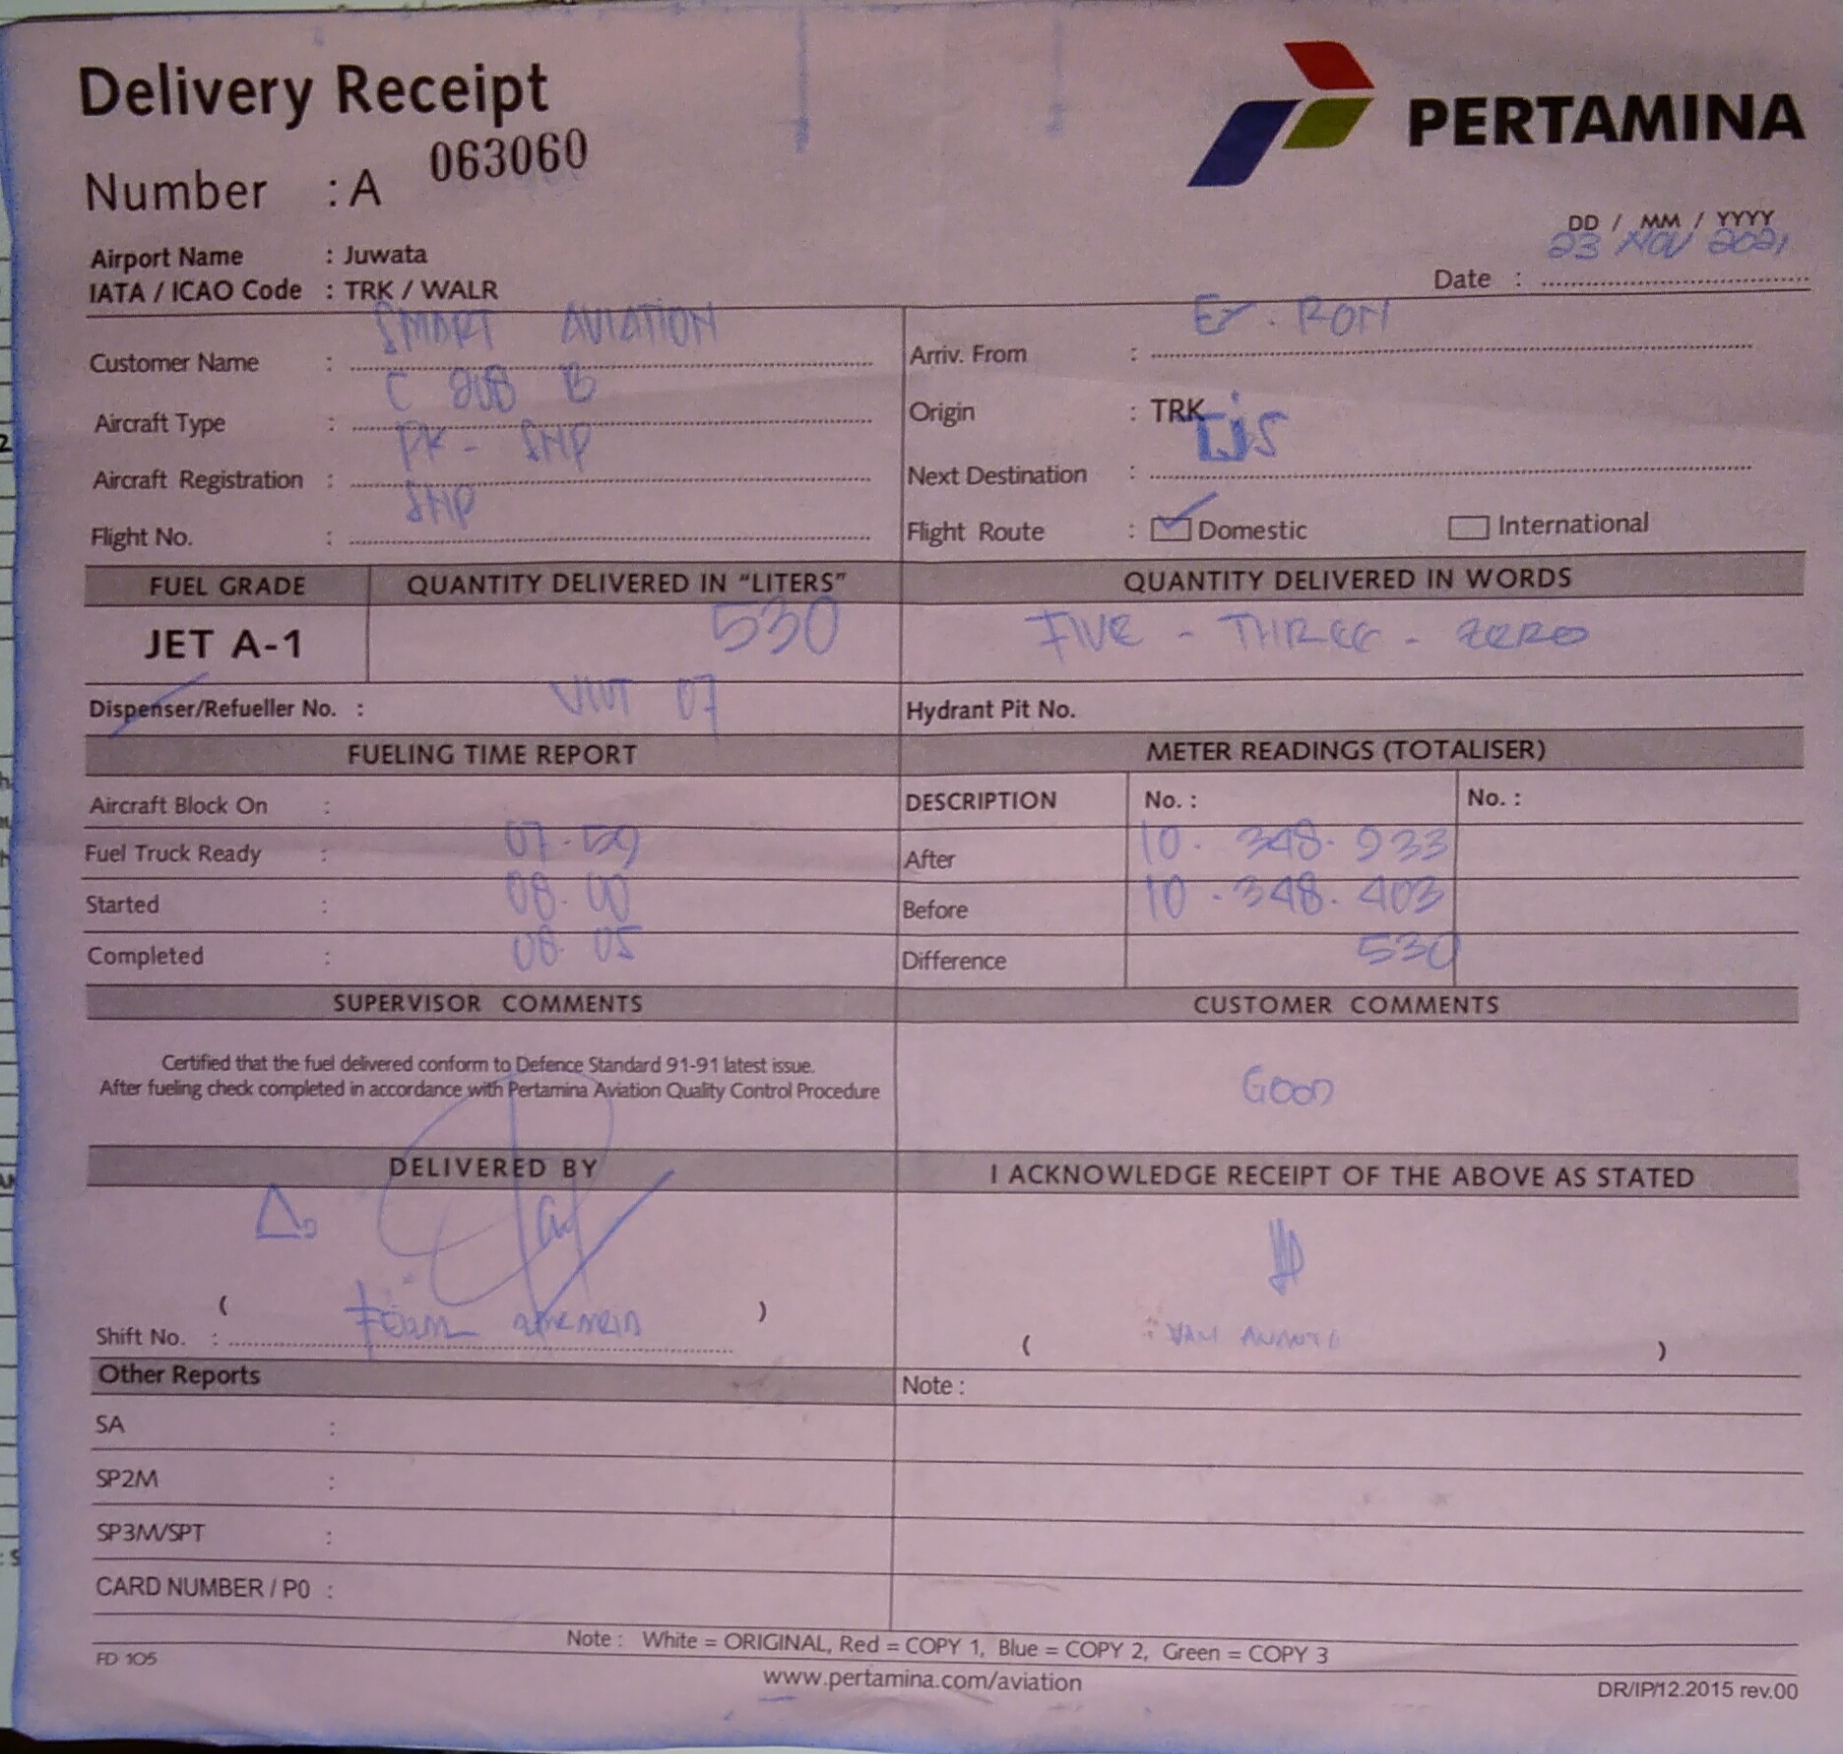 Delivery Receipt
PERTAMINA
Number : A 063060
DD / MM / YYYY
Airport Name : Juwata
Date : 23 NOV 2021
IATA / ICAO Code : TRK / WALR
Customer Name : SMART AVIATION
Arriv. From :
Aircraft Type : C 208 B
Origin : TRK
Aircraft Registration : PK - SNP
Next Destination : TJS
Flight No. : SNP
Flight Route : Domestic International
FUEL GRADE QUANTITY DELIVERED IN "LITERS" QUANTITY DELIVERED IN WORDS
JET A-1 530 FIVE - THREE - ZERO
Dispenser/Refueller No. : 07 Hydrant Pit No.
FUELING TIME REPORT METER READINGS (TOTALISER)
Aircraft Block On : DESCRIPTION No. : No. :
Fuel Truck Ready : 07.59 After 10.348.933
Started : 08.00 Before 10.348.403
Completed : 08.05 Difference 530
SUPERVISOR COMMENTS CUSTOMER COMMENTS
Certified that the fuel delivered conform to Defence Standard 91-91 latest issue.
After fueling check completed in accordance with Pertamina Aviation Quality Control Procedure
GOOD
DELIVERED BY I ACKNOWLEDGE RECEIPT OF THE ABOVE AS STATED
( )
Shift No. :
( )
Other Reports Note :
SA :
SP2M :
SP3M/SPT :
CARD NUMBER / P0 :
Note : White = ORIGINAL, Red = COPY 1, Blue = COPY 2, Green = COPY 3
FD 105
www.pertamina.com/aviation
DR/IP/12.2015 rev.00